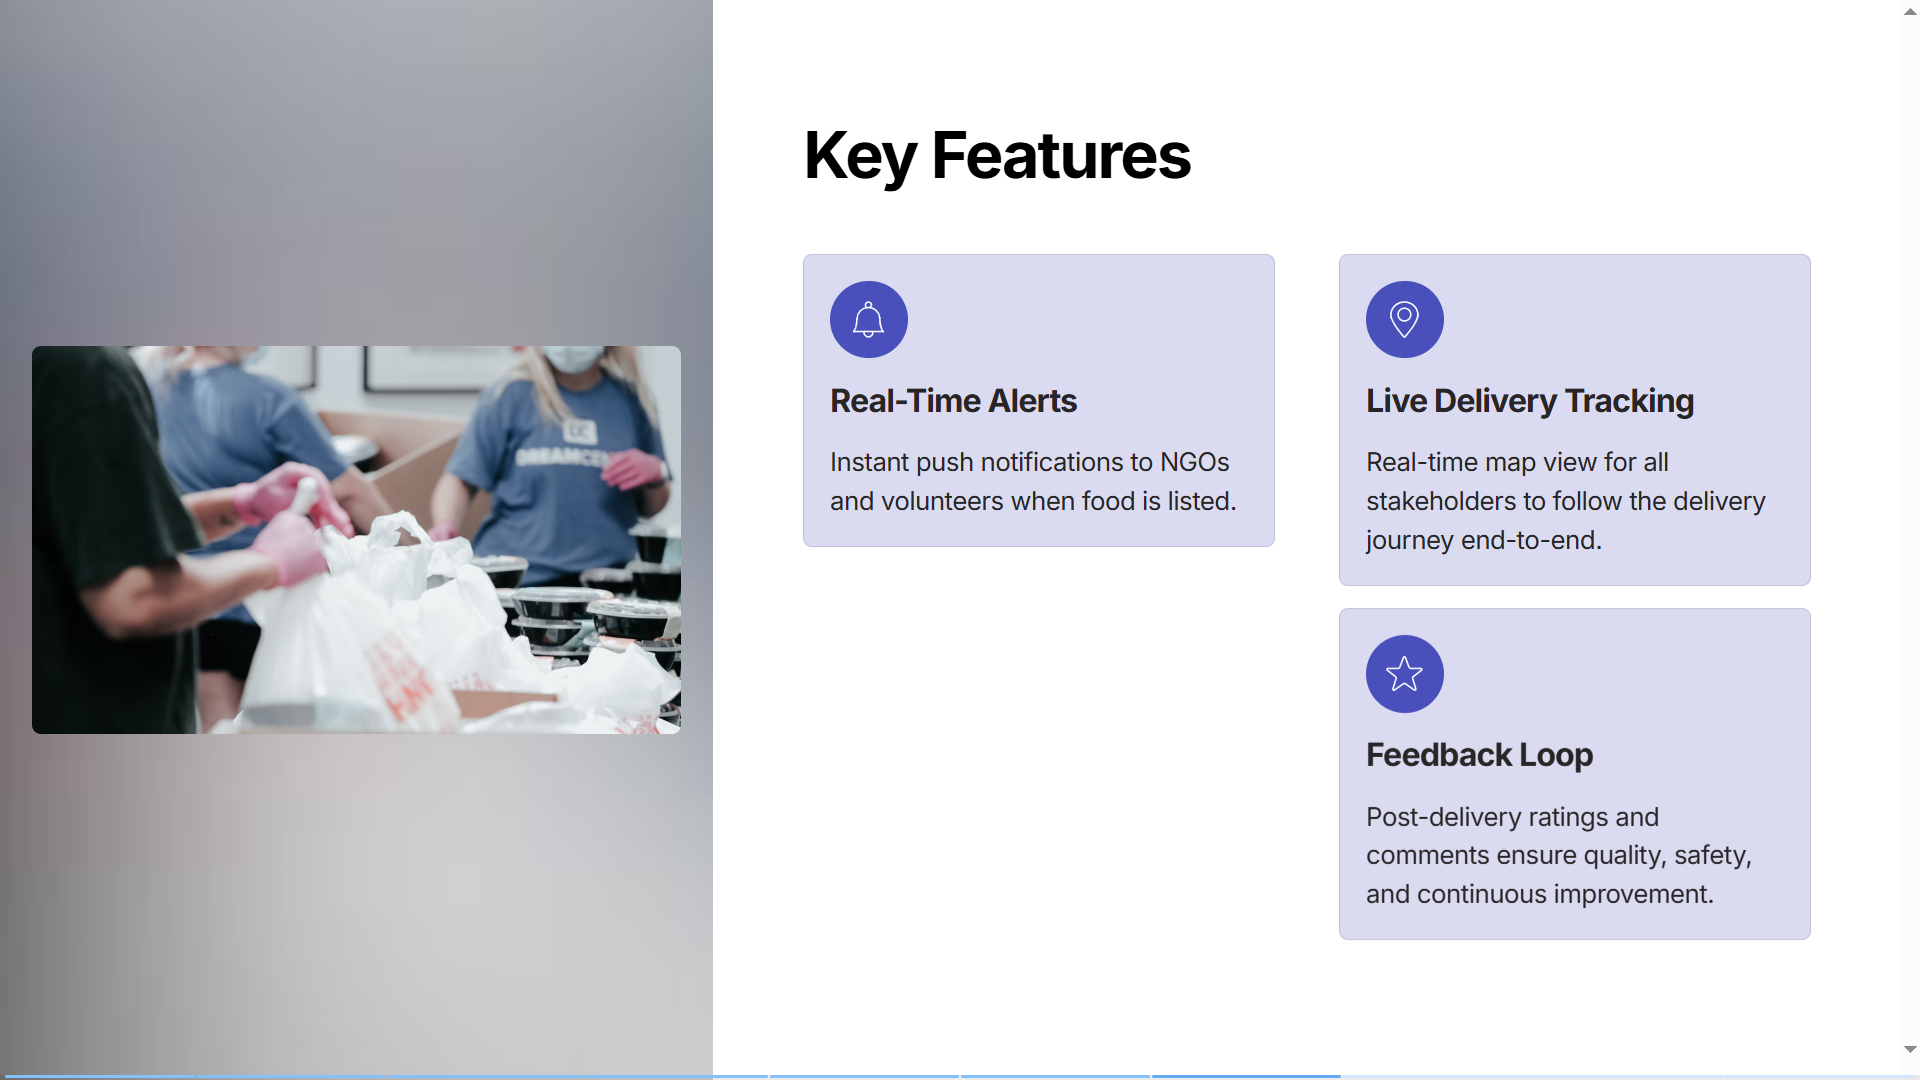 Key Features
Real-Time Alerts
Instant push notifications to NGOs
and volunteers when food is listed.
Live Delivery Tracking
Real-time map view for all
stakeholders to follow the delivery
journey end-to-end.
Feedback Loop
Post-delivery ratings and
comments ensure quality, safety,
and continuous improvement.